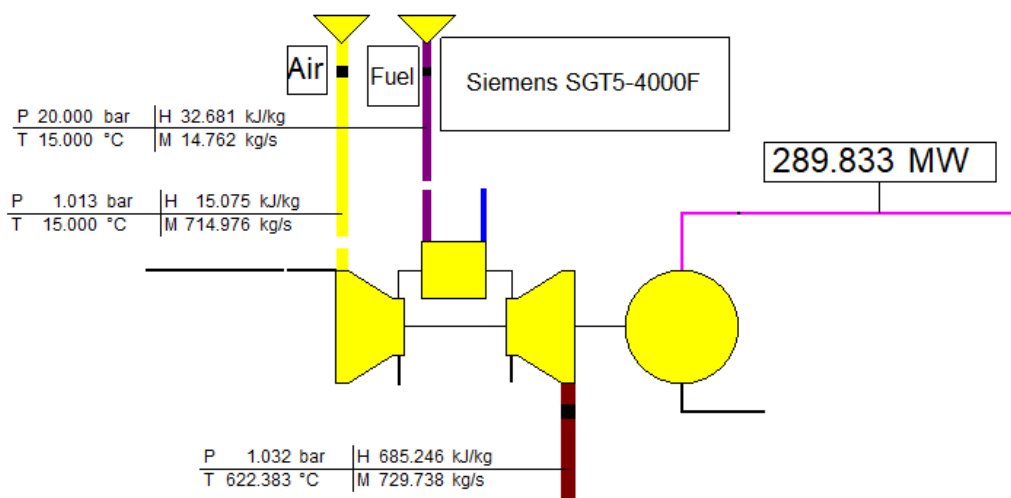 Air
Fuel
Siemens SGT5-4000F
P 20.000 bar H 32.681 kJ/kg
T 15.000 °C M 14.762 kg/s
289.833 MW
P 1.013 bar H 15.075 kJ/kg
T 15.000 °C M 714.976 kg/s
P 1.032 bar H 685.246 kJ/kg
T 622.383 °C M 729.738 kg/s